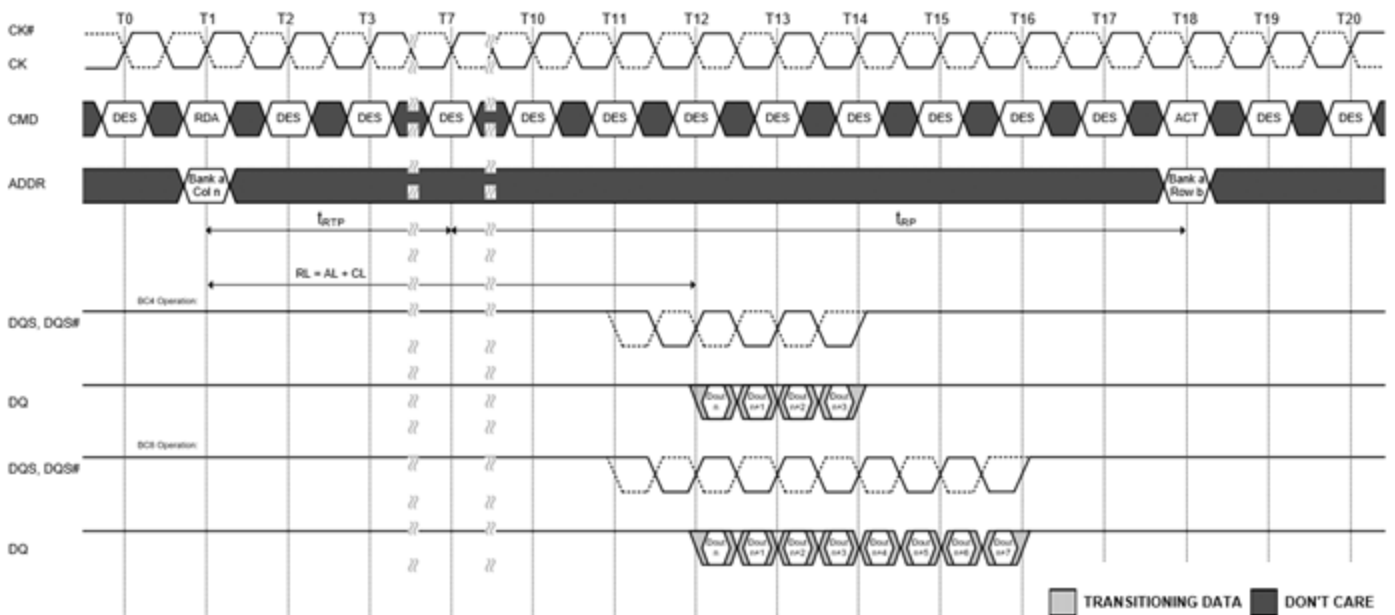 T0 T1 T2 T3 T7 T10 T11 T12 T13 T14 T15 T16 T17 T18 T19 T20
CK#
CK
CMD DES RDA DES DES DES DES DES DES DES DES DES DES DES ACT DES DES
ADDR Bank a Bank a
Col n Row b
tRTP tRP
RL = AL + CL
BC4 Operation:
DQS, DQS#
DQ
Dout Dout Dout Dout
n n+1 n+2 n+3
BC8 Operation:
DQS, DQS#
DQ
Dout Dout Dout Dout Dout Dout Dout Dout
n n+1 n+2 n+3 n+4 n+5 n+6 n+7
TRANSITIONING DATA DON'T CARE